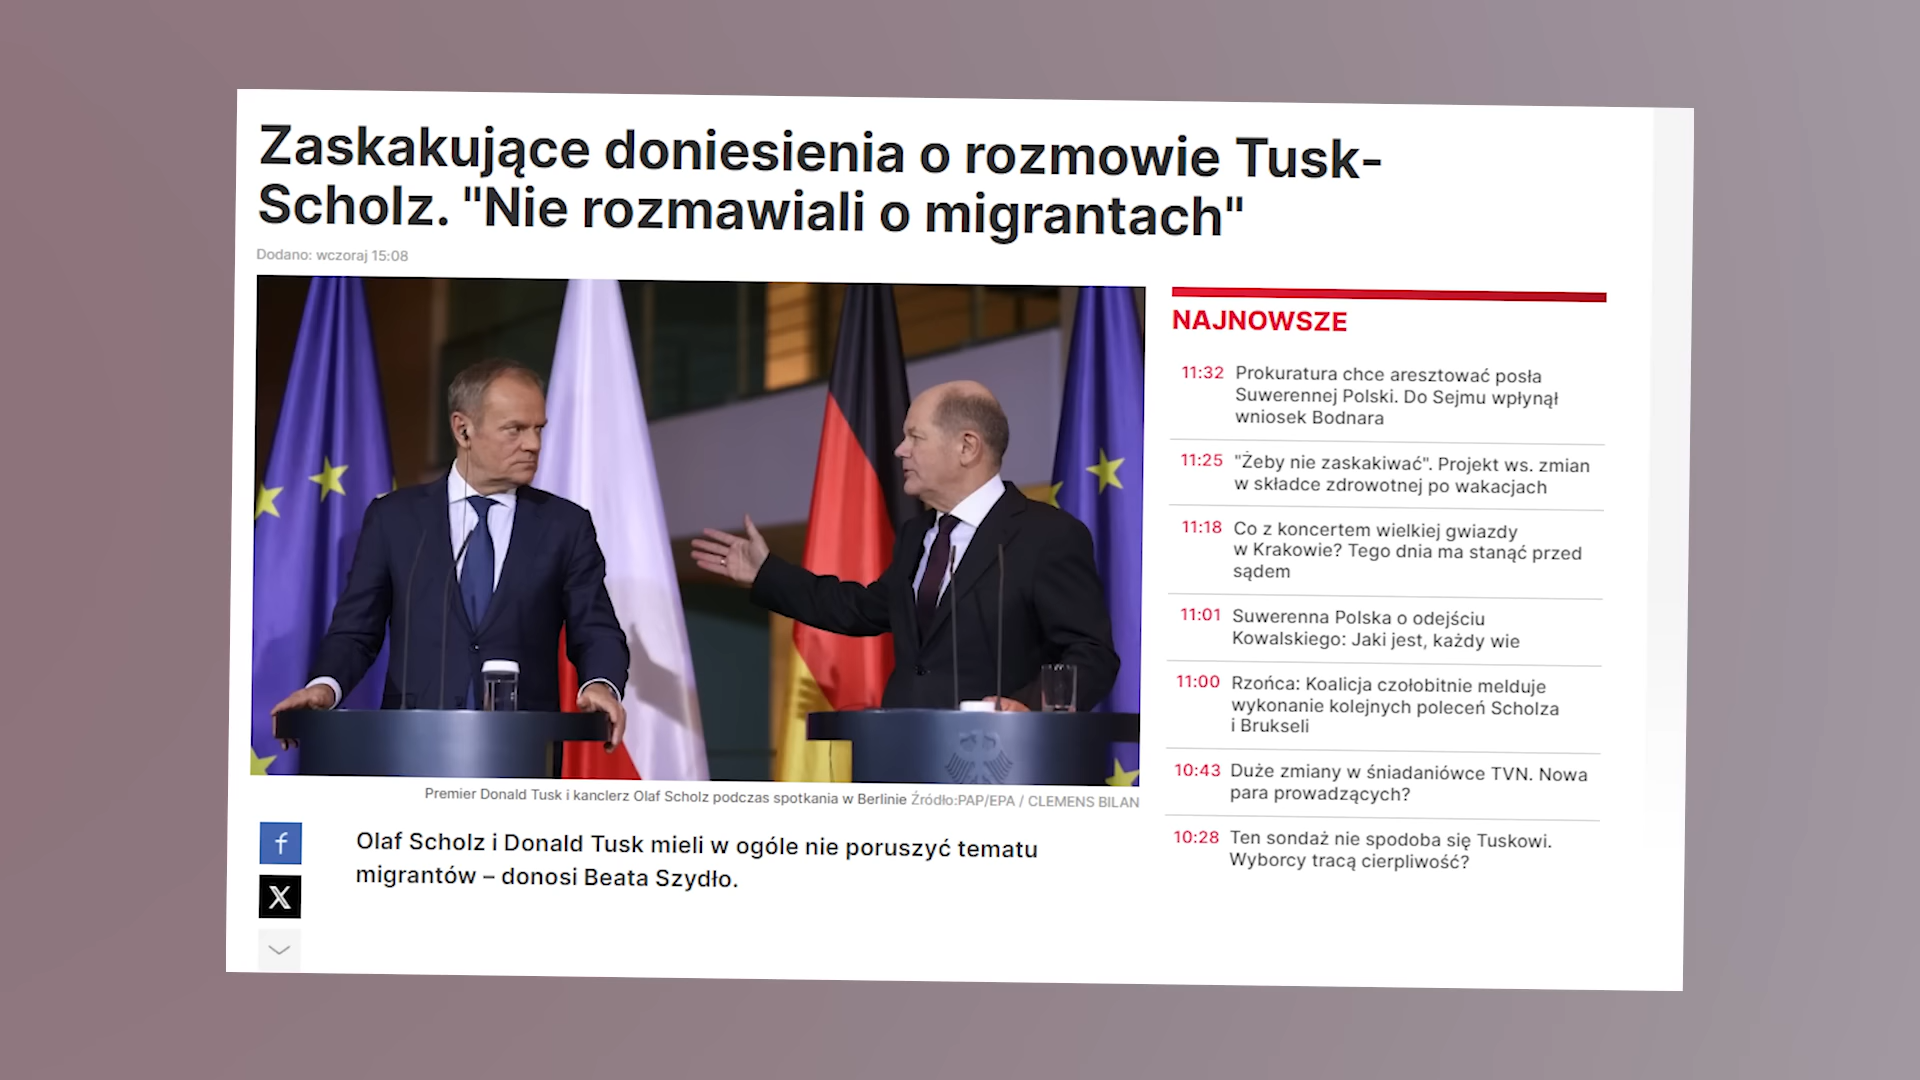 Zaskakujące doniesienia o rozmowie Tusk-
Scholz. "Nie rozmawiali o migrantach"
Dodano: wczoraj 15:08
Premier Donald Tusk i kanclerz Olaf Scholz podczas spotkania w Berlinie Źródło:PAP/EPA / CLEMENS BILAN
f
X
Olaf Scholz i Donald Tusk mieli w ogóle nie poruszyć tematu
migrantów – donosi Beata Szydło.
NAJNOWSZE
11:32 Prokuratura chce aresztować posła
Suwerennej Polski. Do Sejmu wpłynął
wniosek Bodnara
11:25 "Żeby nie zaskakiwać". Projekt ws. zmian
w składce zdrowotnej po wakacjach
11:18 Co z koncertem wielkiej gwiazdy
w Krakowie? Tego dnia ma stanąć przed
sądem
11:01 Suwerenna Polska o odejściu
Kowalskiego: Jaki jest, każdy wie
11:00 Rzońca: Koalicja czołobitnie melduje
wykonanie kolejnych poleceń Scholza
i Brukseli
10:43 Duże zmiany w śniadaniówce TVN. Nowa
para prowadzących?
10:28 Ten sondaż nie spodoba się Tuskowi.
Wyborcy tracą cierpliwość?